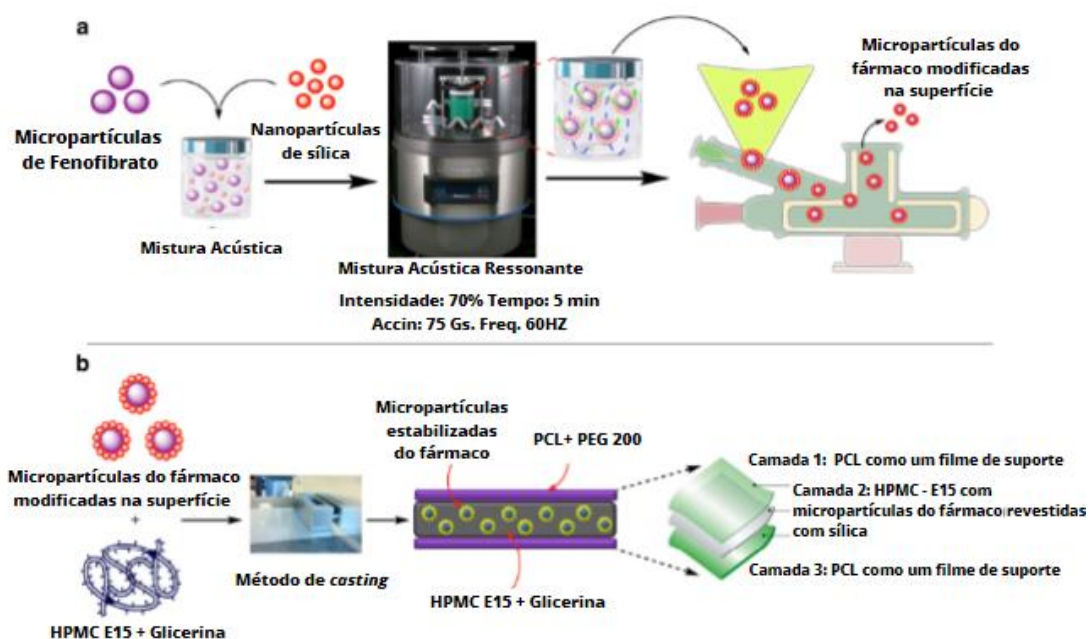 a
Micropartículas
de Fenofibrato
Nanopartículas
de sílica
Mistura Acústica
Mistura Acústica Ressonante
Intensidade: 70% Tempo: 5 min
Accin: 75 Gs. Freq. 60HZ
Micropartículas do
fármaco modificadas
na superfície
b
Micropartículas do fármaco
modificadas na superfície
+
HPMC E15 + Glicerina
Método de casting
Micropartículas
estabilizadas
do fármaco
PCL+ PEG 200
HPMC E15 + Glicerina
Camada 1: PCL como um filme de suporte
Camada 2: HPMC - E15 com
micropartículas do fármaco revestidas
com sílica
Camada 3: PCL como um filme de suporte